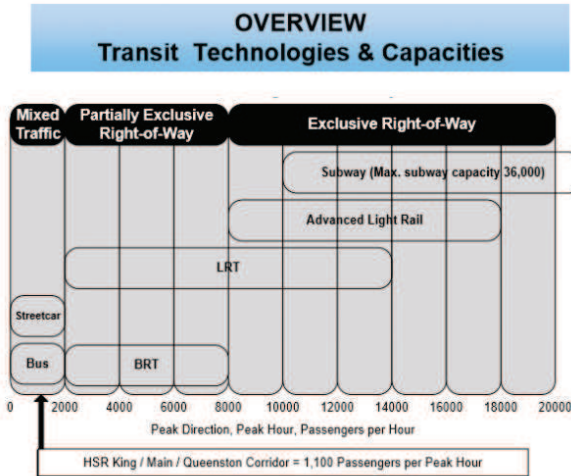 OVERVIEW
Transit Technologies & Capacities
Mixed
Traffic
Partially Exclusive
Right-of-Way
Exclusive Right-of-Way
Subway (Max. subway capacity 36,000)
Advanced Light Rail
LRT
Streetcar
Bus
BRT
0 2000 4000 6000 8000 10000 12000 14000 16000 18000 20000
Peak Direction, Peak Hour, Passengers per Hour
HSR King / Main / Queenston Corridor = 1,100 Passengers per Peak Hour